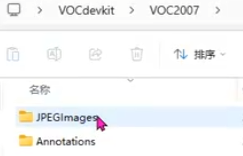 VOCdevkit > VOC2007 >
排序
名称
JPEGImages
Annotations